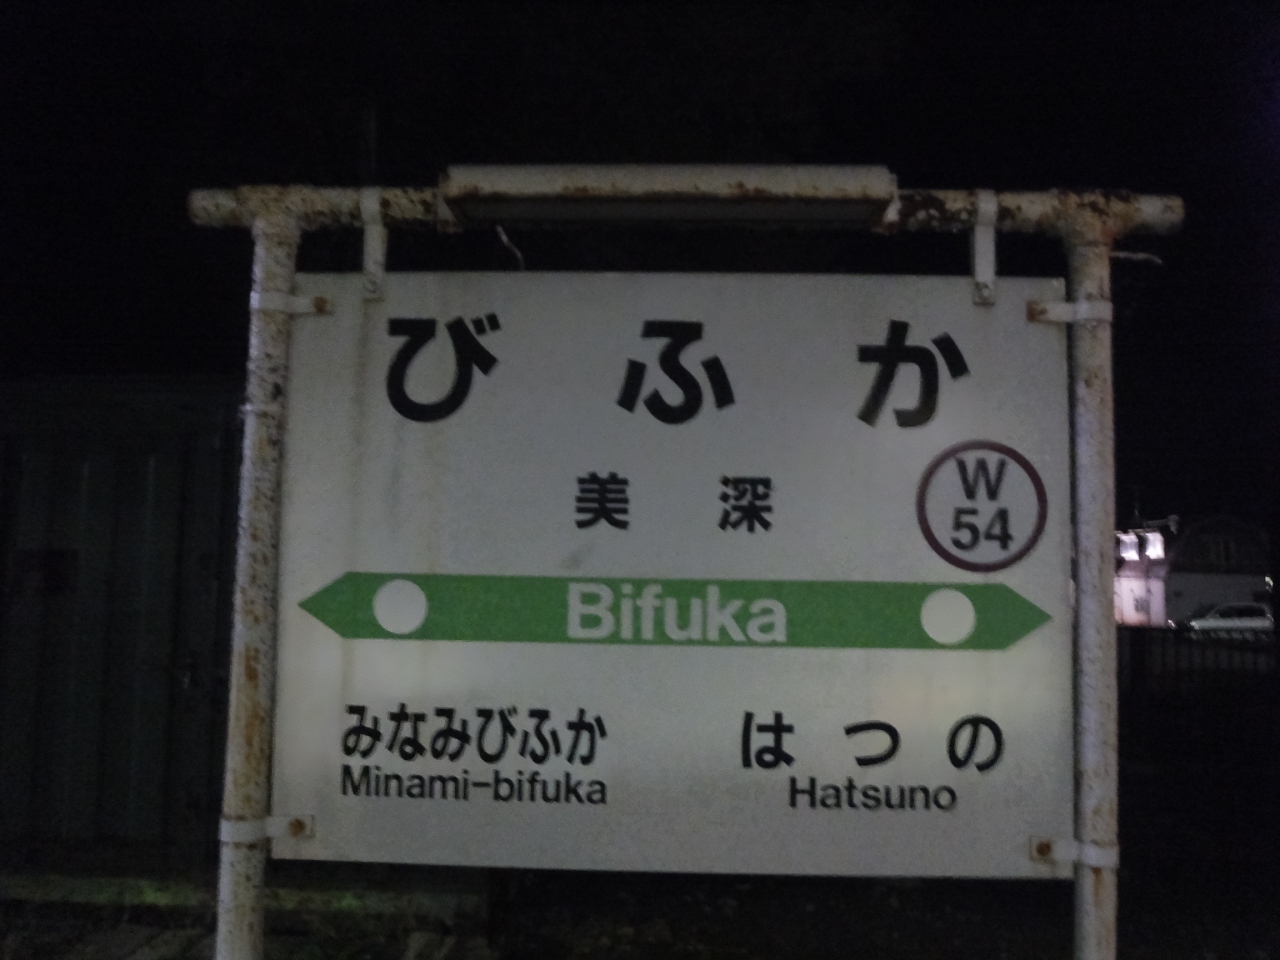 びふか
美深
W
54
Bifuka
みなみびふか
Minami-bifuka
はつの
Hatsuno